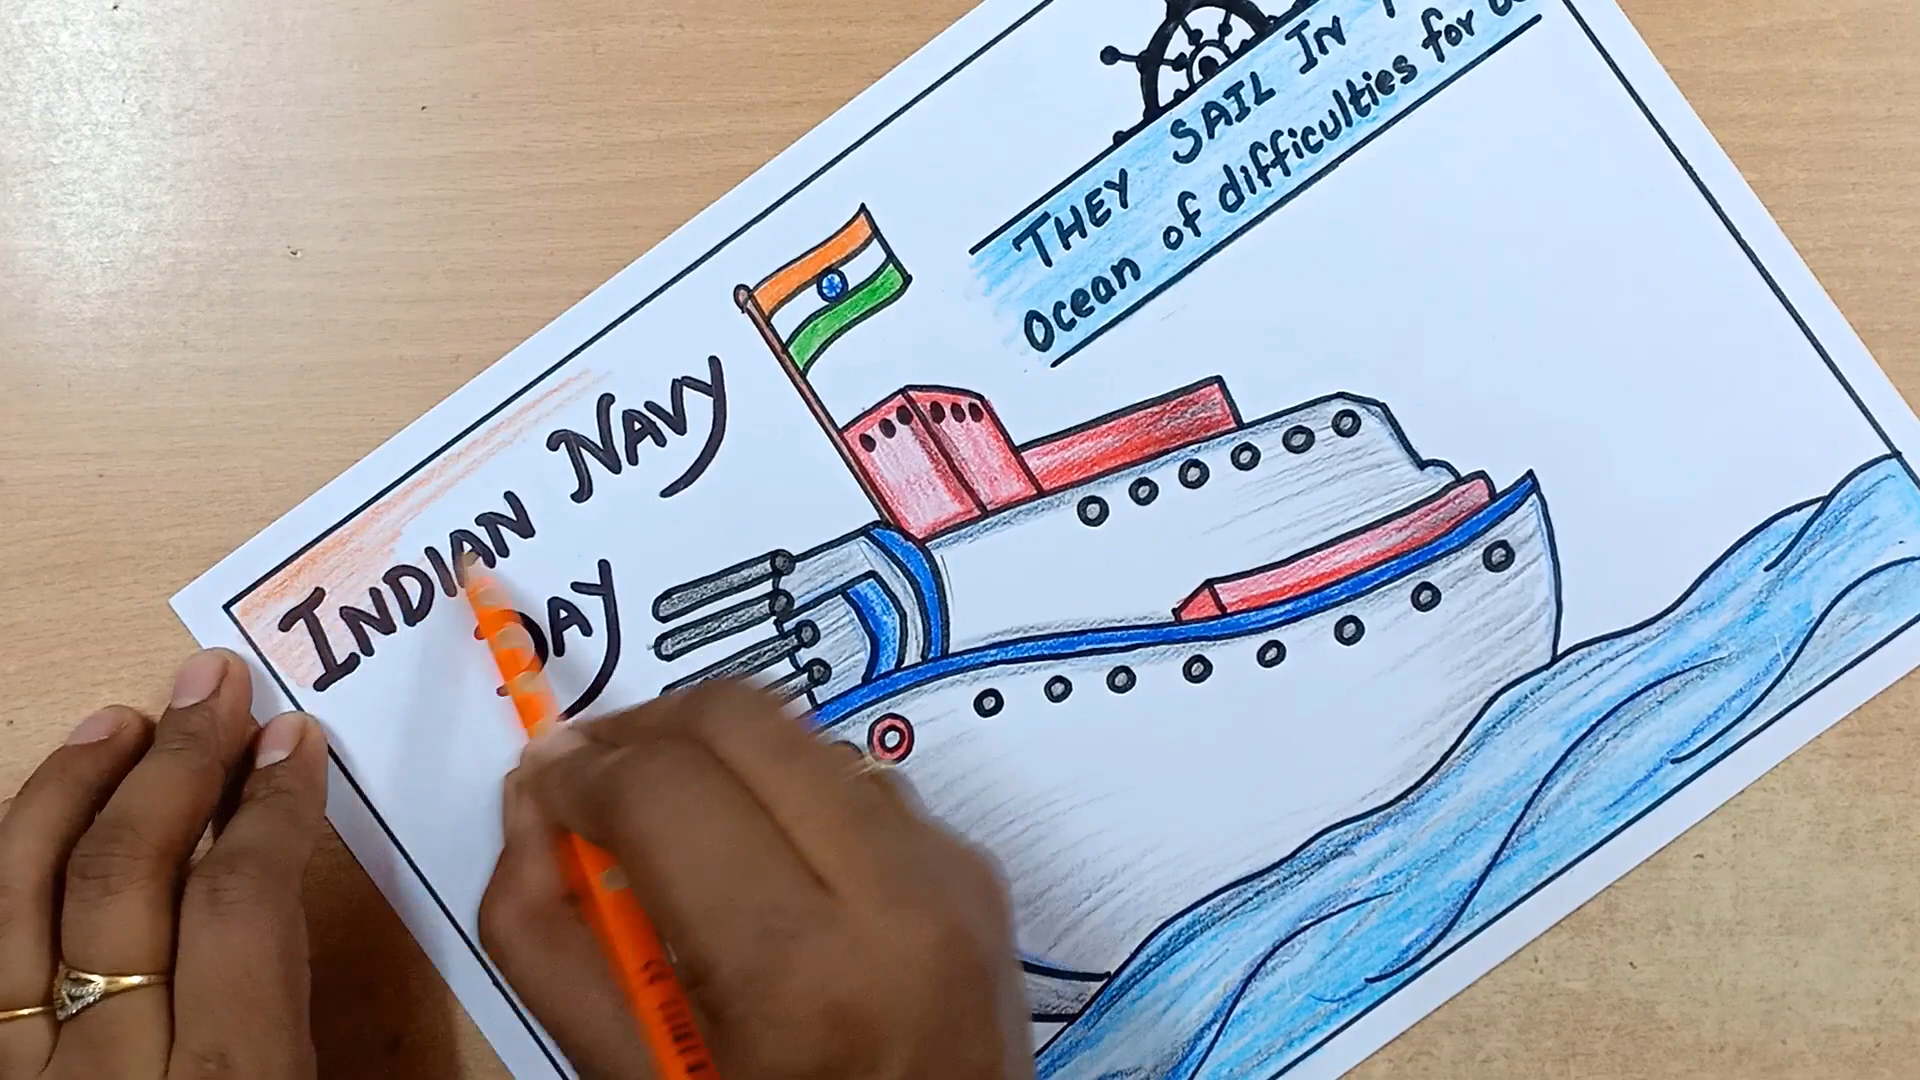 INDIAN NAVY
DAY
THEY SAIL IN
Ocean of difficulties for